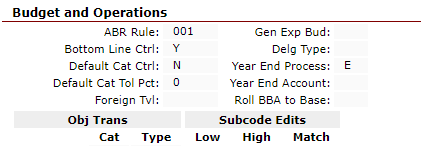 Budget and Operations
ABR Rule: 001 Gen Exp Bud:
Bottom Line Ctrl: Y Delg Type:
Default Cat Ctrl: N Year End Process: E
Default Cat Tol Pct: 0 Year End Account:
Foreign Tvl: Roll BBA to Base:
Obj Trans Subcode Edits
Cat Type Low High Match